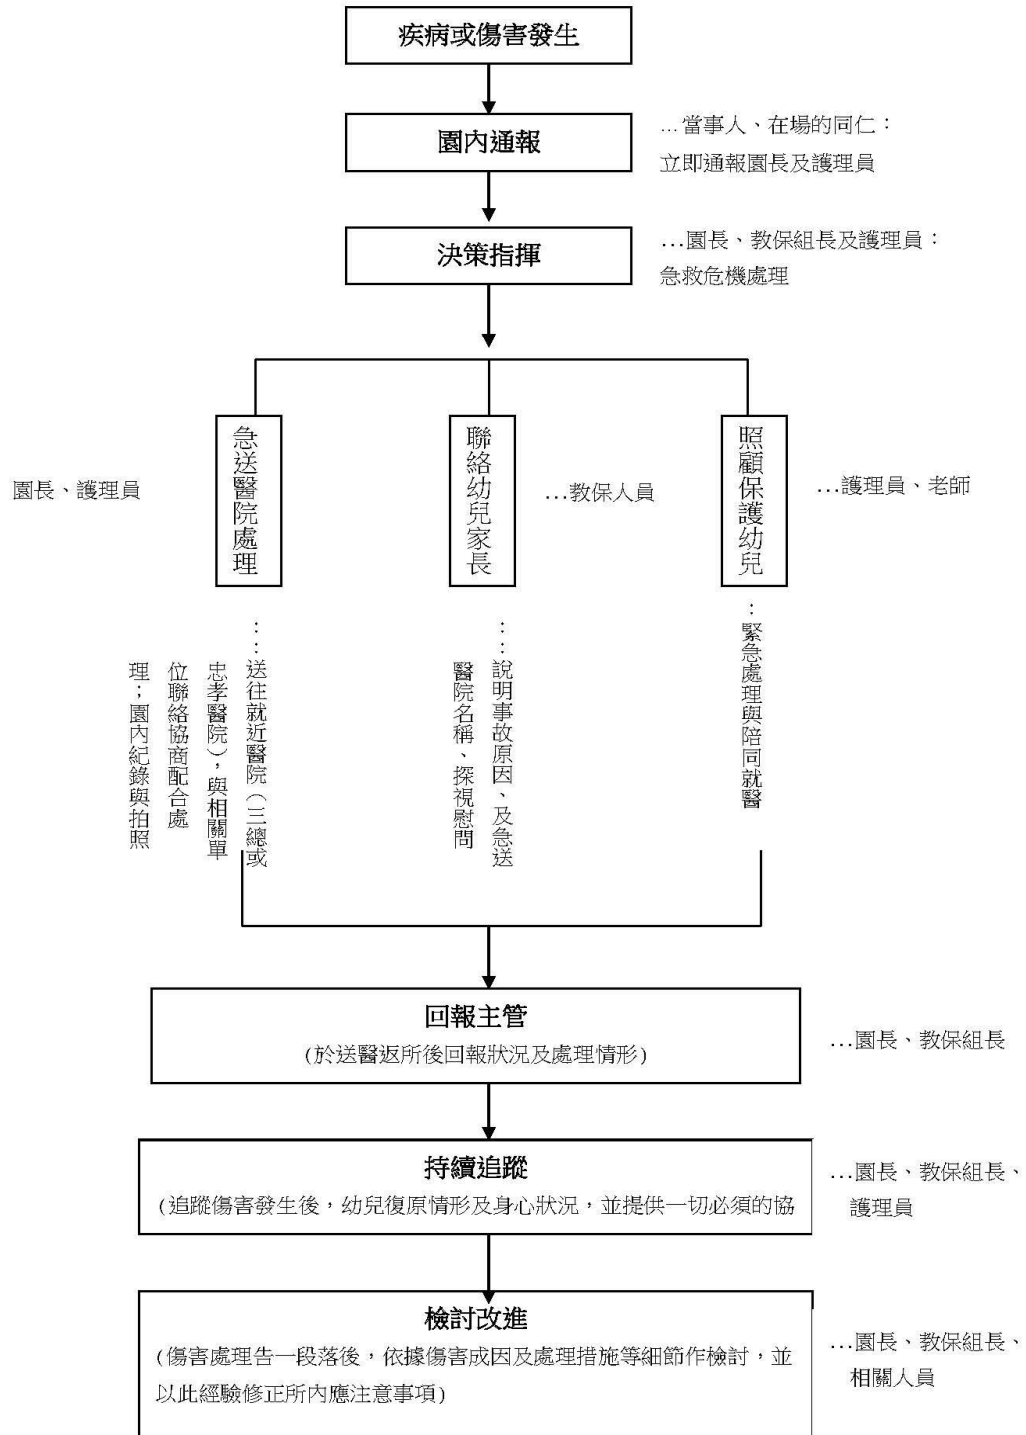 疾病或傷害發生
園內通報
…當事人、在場的同仁：
立即通報園長及護理員
決策指揮
…園長、教保組長及護理員：
急救危機處理
園長、護理員
急送醫院處理
聯絡幼兒家長
…教保人員
照顧保護幼兒
…護理員、老師
……送往就近醫院（三總或
忠孝醫院），與相關單
位聯絡協商配合處
理；園內紀錄與拍照
……說明事故原因、及急送
醫院名稱、探視慰問
：緊急處理與陪同就醫
回報主管
(於送醫返所後回報狀況及處理情形)
…園長、教保組長
持續追蹤
(追蹤傷害發生後，幼兒復原情形及身心狀況，並提供一切必須的協
…園長、教保組長、
護理員
檢討改進
(傷害處理告一段落後，依據傷害成因及處理措施等細節作檢討，並
以此經驗修正所內應注意事項)
…園長、教保組長、
相關人員